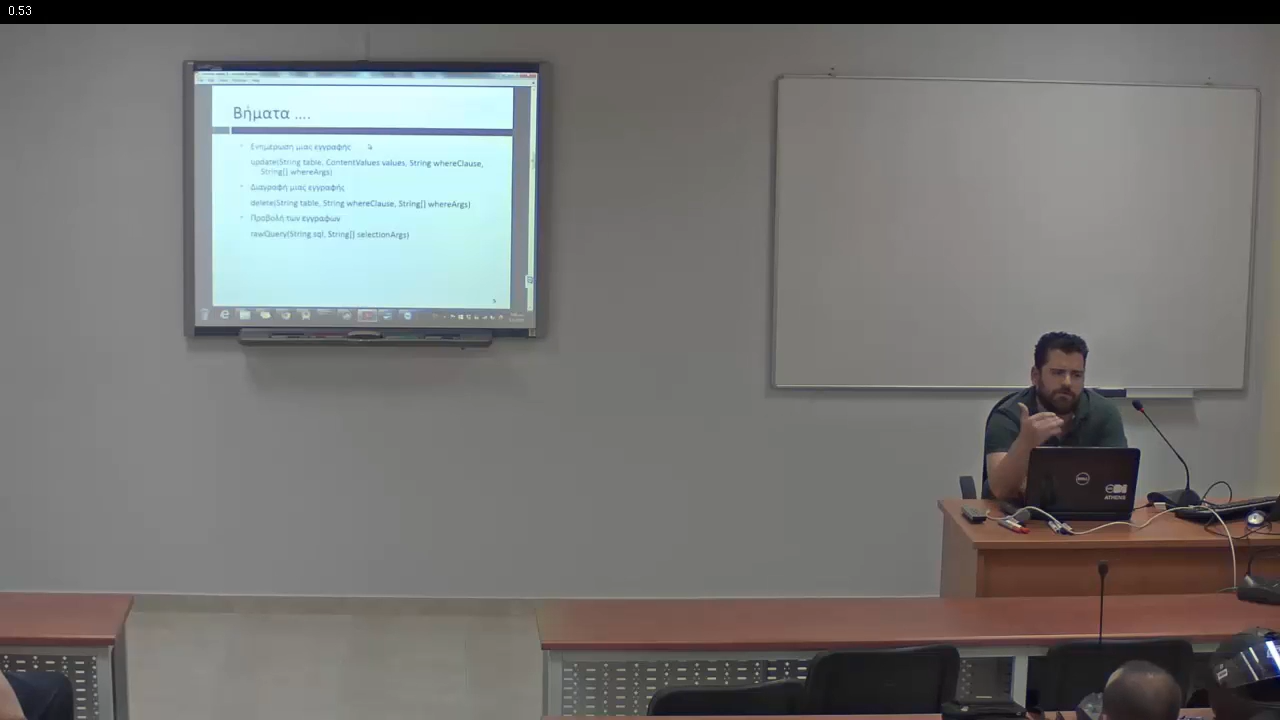 0.53
Βήματα ....
Ενημέρωση μιας εγγραφής
update(String table, ContentValues values, String whereClause,
String[] whereArgs)
Διαγραφή μιας εγγραφής
delete(String table, String whereClause, String[] whereArgs)
Προβολή των εγγραφων
rawQuery(String sql, String[] selectionArgs)
DELL
ATHENS